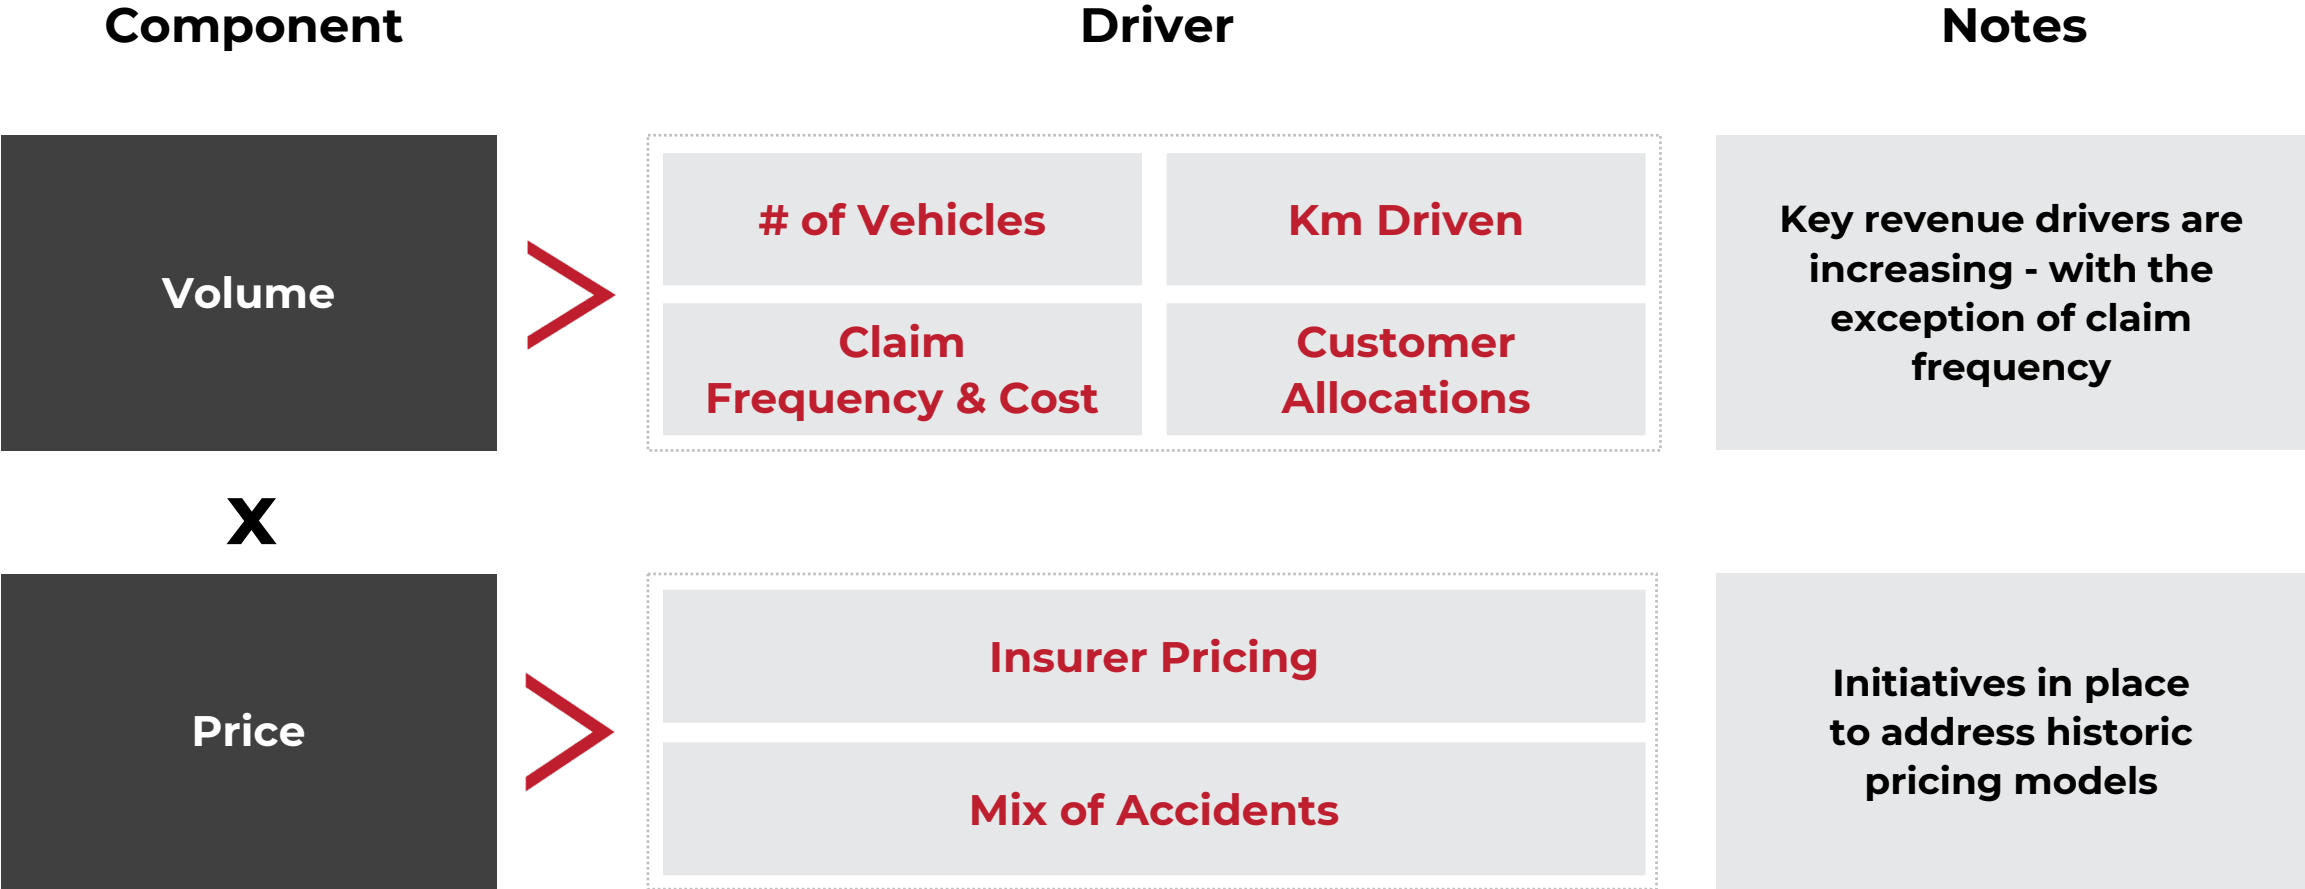 Component
Driver
Notes
Volume
# of Vehicles
Km Driven
Claim
Frequency & Cost
Customer
Allocations
Key revenue drivers are
increasing - with the
exception of claim
frequency
x
Price
Insurer Pricing
Mix of Accidents
Initiatives in place
to address historic
pricing models